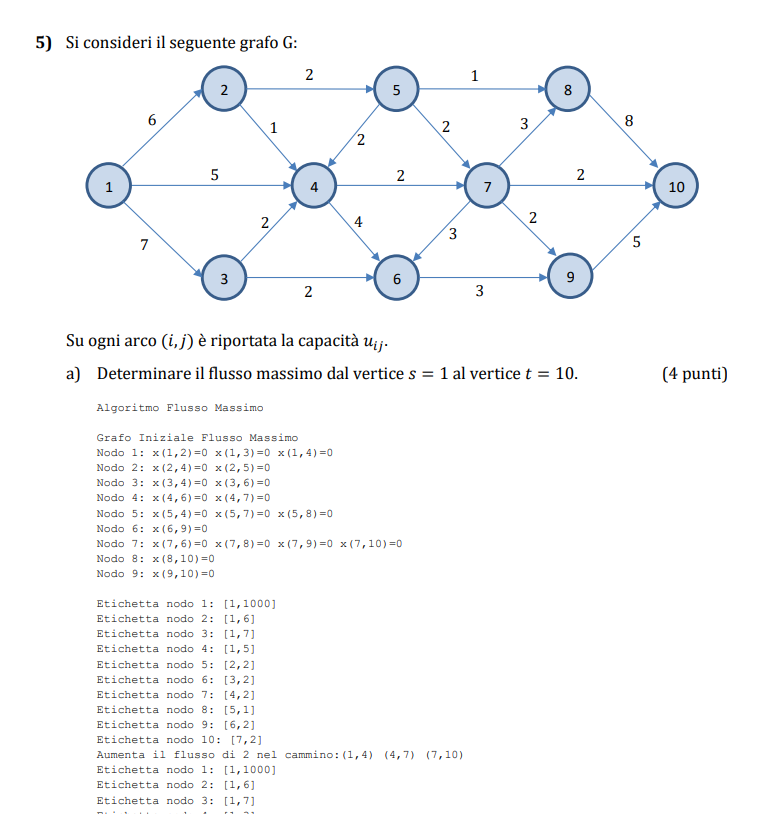 5) Si consideri il seguente grafo G:
2
1
2
5
8
6
1
2
2
3
8
1
5
4
2
7
2
10
7
2
4
3
2
5
3
2
6
3
9
Su ogni arco (i, j) è riportata la capacità uij.
a) Determinare il flusso massimo dal vertice s = 1 al vertice t = 10. (4 punti)
Algoritmo Flusso Massimo
Grafo Iniziale Flusso Massimo
Nodo 1: x(1,2)=0 x(1,3)=0 x(1,4)=0
Nodo 2: x(2,4)=0 x(2,5)=0
Nodo 3: x(3,4)=0 x(3,6)=0
Nodo 4: x(4,6)=0 x(4,7)=0
Nodo 5: x(5,4)=0 x(5,7)=0 x(5,8)=0
Nodo 6: x(6,9)=0
Nodo 7: x(7,6)=0 x(7,8)=0 x(7,9)=0 x(7,10)=0
Nodo 8: x(8,10)=0
Nodo 9: x(9,10)=0
Etichetta nodo 1: [1,1000]
Etichetta nodo 2: [1,6]
Etichetta nodo 3: [1,7]
Etichetta nodo 4: [1,5]
Etichetta nodo 5: [2,2]
Etichetta nodo 6: [3,2]
Etichetta nodo 7: [4,2]
Etichetta nodo 8: [5,1]
Etichetta nodo 9: [6,2]
Etichetta nodo 10: [7,2]
Aumenta il flusso di 2 nel cammino:(1,4) (4,7) (7,10)
Etichetta nodo 1: [1,1000]
Etichetta nodo 2: [1,6]
Etichetta nodo 3: [1,7]